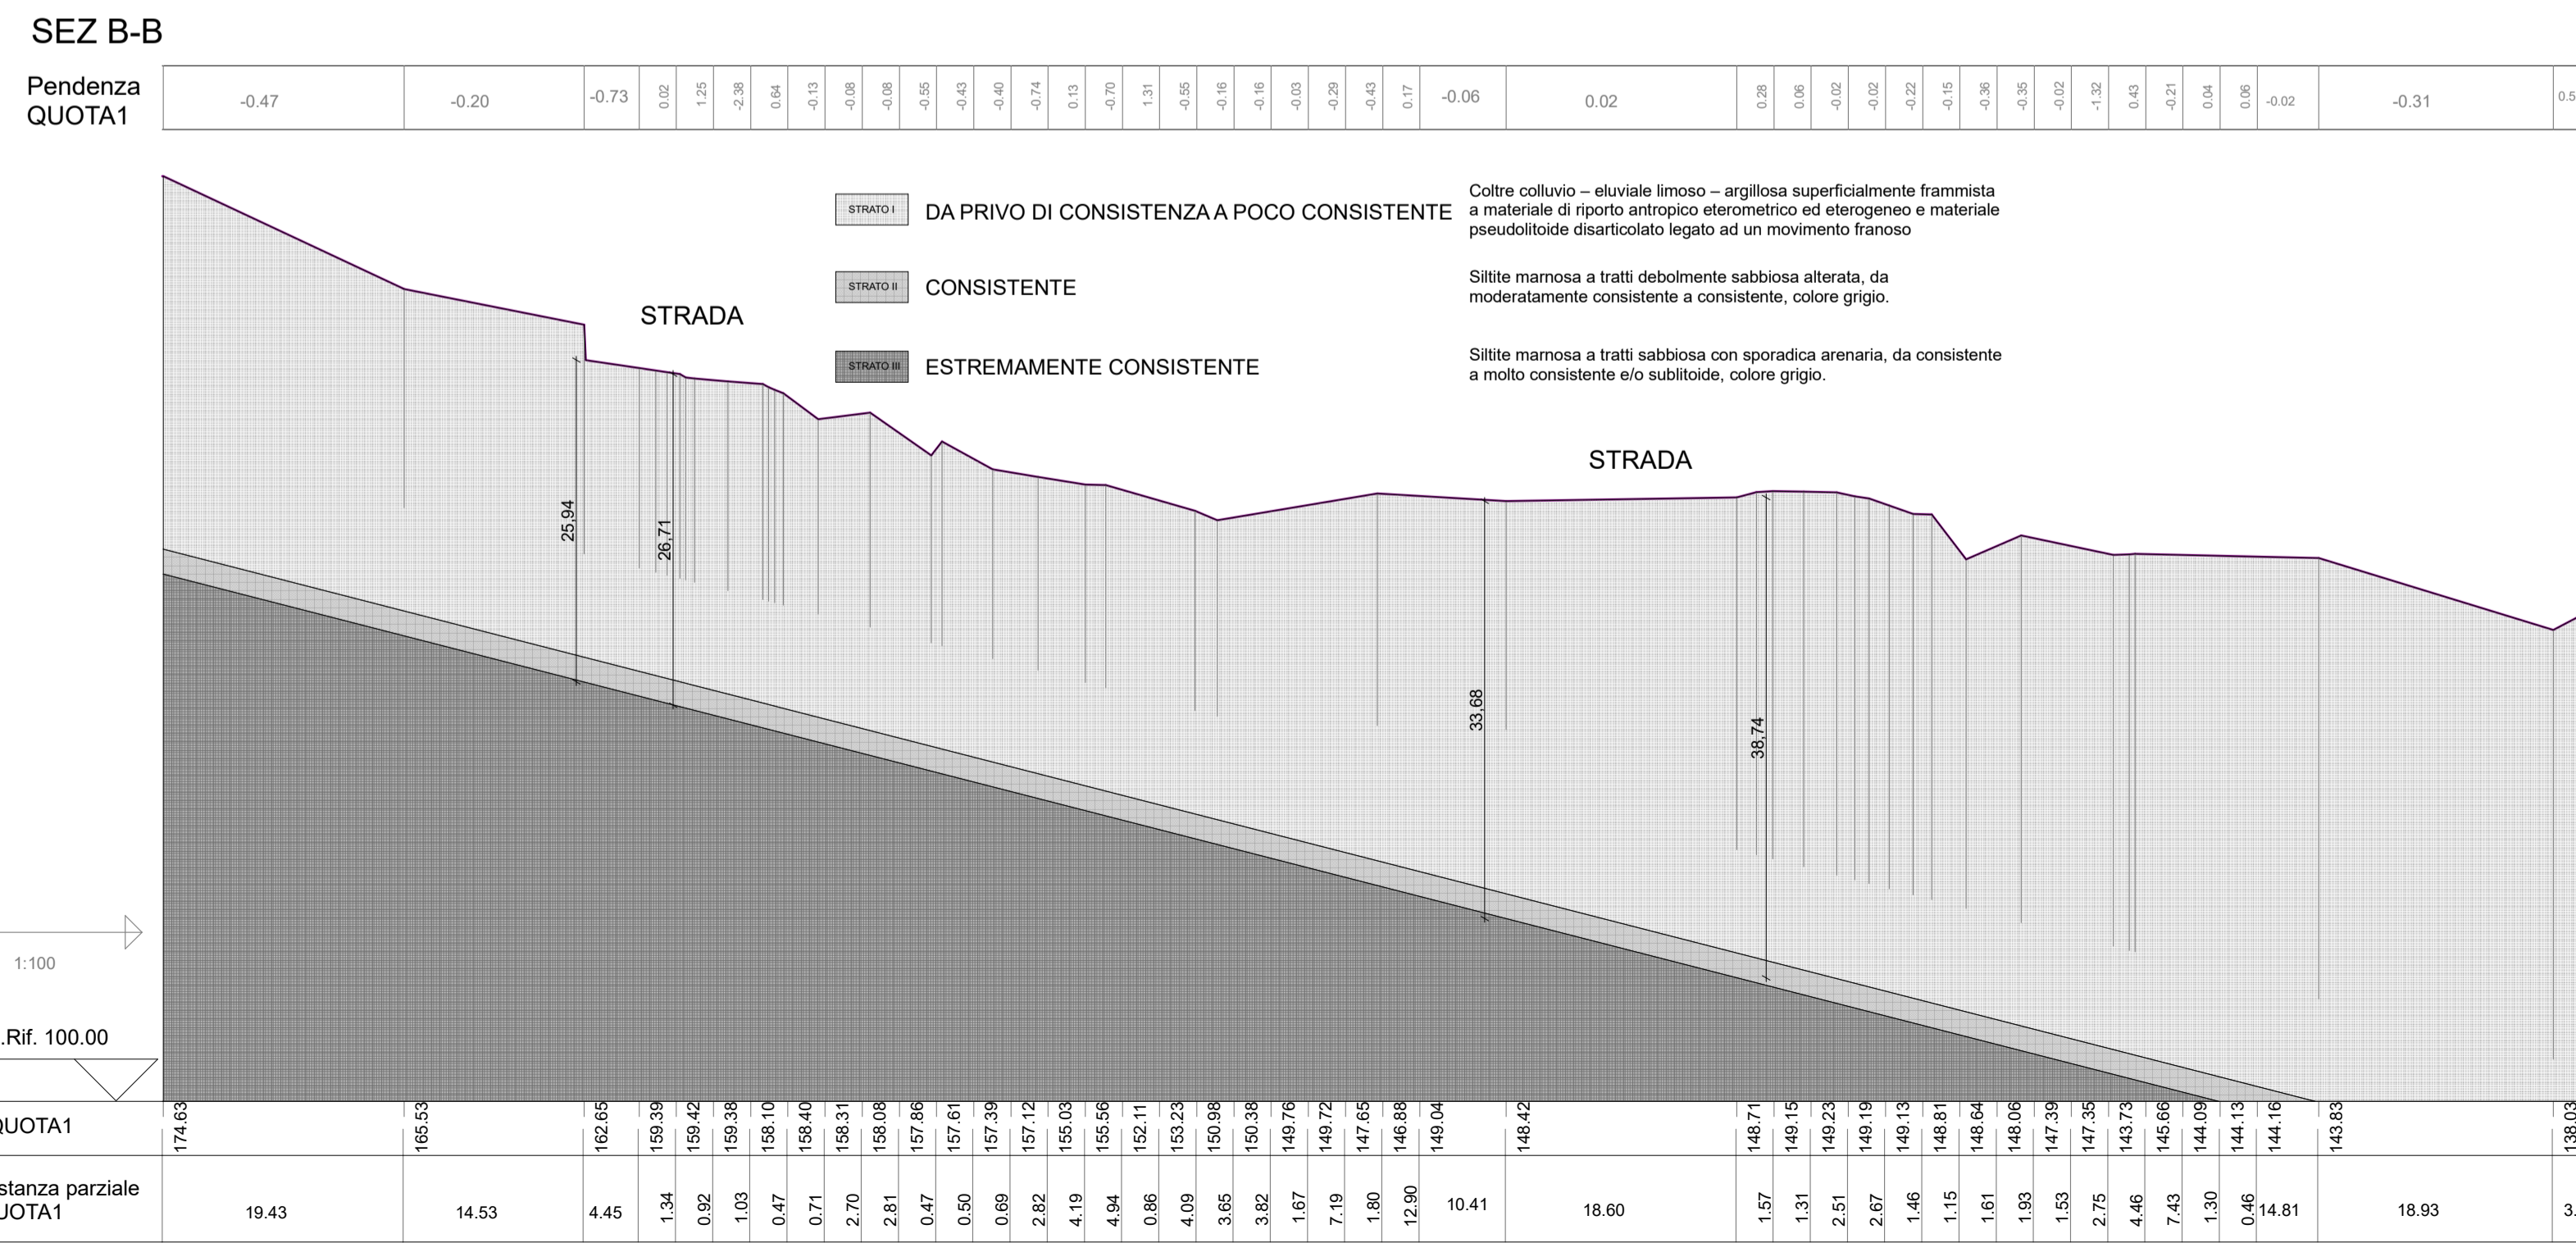 SEZ B-B
Pendenza
QUOTA1
-0.47 -0.20 -0.73 0.02 1.25 -2.38 0.64 -0.13 -0.08 -0.08 -0.55 -0.43 -0.40 -0.74 0.13 -0.70 1.31 -0.55 -0.16 -0.16 -0.03 -0.29 -0.43 0.17 -0.06 0.02 0.28 0.06 -0.02 -0.02 -0.22 -0.15 -0.36 -0.35 -0.02 -1.32 0.43 -0.21 0.04 0.06 -0.02 -0.31 0.5
STRATO I DA PRIVO DI CONSISTENZA A POCO CONSISTENTE
Coltre colluvio – eluviale limoso – argillosa superficialmente frammista
a materiale di riporto antropico eterometrico ed eterogeneo e materiale
pseudolitoide disarticolato legato ad un movimento franoso
STRATO II CONSISTENTE
Siltite marnosa a tratti debolmente sabbiosa alterata, da
moderatamente consistente a consistente, colore grigio.
STRADA
STRATO III ESTREMAMENTE CONSISTENTE
Siltite marnosa a tratti sabbiosa con sporadica arenaria, da consistente
a molto consistente e/o sublitoide, colore grigio.
STRADA
25,94
26,71
33,68
38,74
1:100
.Rif. 100.00
QUOTA1
174.63 165.53 162.65 159.39 159.42 159.38 158.10 158.40 158.31 158.08 157.86 157.61 157.39 157.12 155.03 155.56 152.11 153.23 150.98 150.38 149.76 149.72 147.65 146.88 149.04 148.42 148.71 149.15 149.23 149.19 149.13 148.81 148.64 148.06 147.39 147.35 143.73 145.66 144.09 144.13 144.16 143.83 138.03
stanza parziale
UOTA1
19.43 14.53 4.45 1.34 0.92 1.03 0.47 0.71 2.70 2.81 0.47 0.50 0.69 2.82 4.19 4.94 0.86 4.09 3.65 3.82 1.67 7.19 1.80 12.90 10.41 18.60 1.57 1.31 2.51 2.67 1.46 1.15 1.61 1.93 1.53 2.75 4.46 7.43 1.30 0.46 14.81 18.93 3.